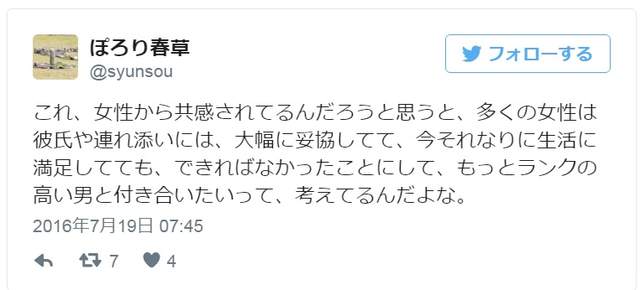 ぽろり春草
@syunsou
フォローする
これ、女性から共感されてるんだろうと思うと、多くの女性は
彼氏や連れ添いには、大幅に妥協してて、今それなりに生活に
満足してても、できればなかったことにして、もっとランクの
高い男と付き合いたいって、考えてるんだよな。
2016年7月19日 07:45
7
4